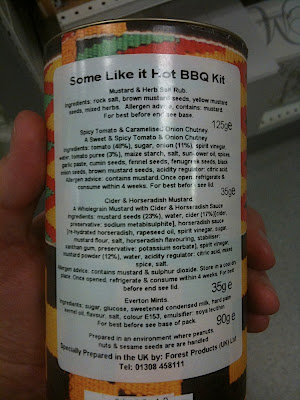 Some Like it Hot BBQ Kit
Mustard & Herb Salt Rub.
Ingredients: rock salt, brown mustard seeds, yellow mustard
seeds, mixed herbs. Allergen advice, contains: mustard.
For best before end see base.
125g℮
Spicy Tomato & Caramelised Onion Chutney.
A Sweet & Spicy Tomato & Onion Chutney
Ingredients: tomato (48%), sugar, onion (11%), spirit vinegar,
water, tomato puree (3%), maize starch, salt, sunflower oil, spices,
garlic paste, cumin seeds, fennel seeds, fenugreek seeds, black
onion seeds, brown mustard seeds, acidity regulator: citric acid
Allergen advice: contains mustard. Once open, refrigerate &
consume within 4 weeks. For best before: see lid.
35g℮
Cider & Horseradish Mustard.
A Wholegrain Mustard with Cider & Horseradish
Ingredients: mustard seeds (23%), water, cider (17%)[cider,
preservative: sodium metabisulphite], horseradish sauce
[re-hydrated horseradish, rapeseed oil, spirit vinegar, sugar,
mustard flour, salt, horseradish flavouring, stabiliser:
xanthan gum, preservative: potassium sorbate], spirit vinegar,
mustard powder (12%), water, acidity regulator: citric acid, mixed
spice, salt.
Allergen advice: contains mustard & sulphur dioxide. Store in a cool dry
place. Once opened, refrigerate & consume within 4 weeks. For best
before end see lid.
35g℮
Everton Mints.
Ingredients: sugar, glucose, sweetened condensed milk, hard palm
kernel oil, flavour, salt, colour E153, emulsifier: soya lecithin
For best before see base of pack.
90g℮
Prepared in an environment where peanuts,
nuts & sesame seeds are are handled.
Specially Prepared in the UK by: Forest Products (UK) Ltd
Tel: 01308 458111